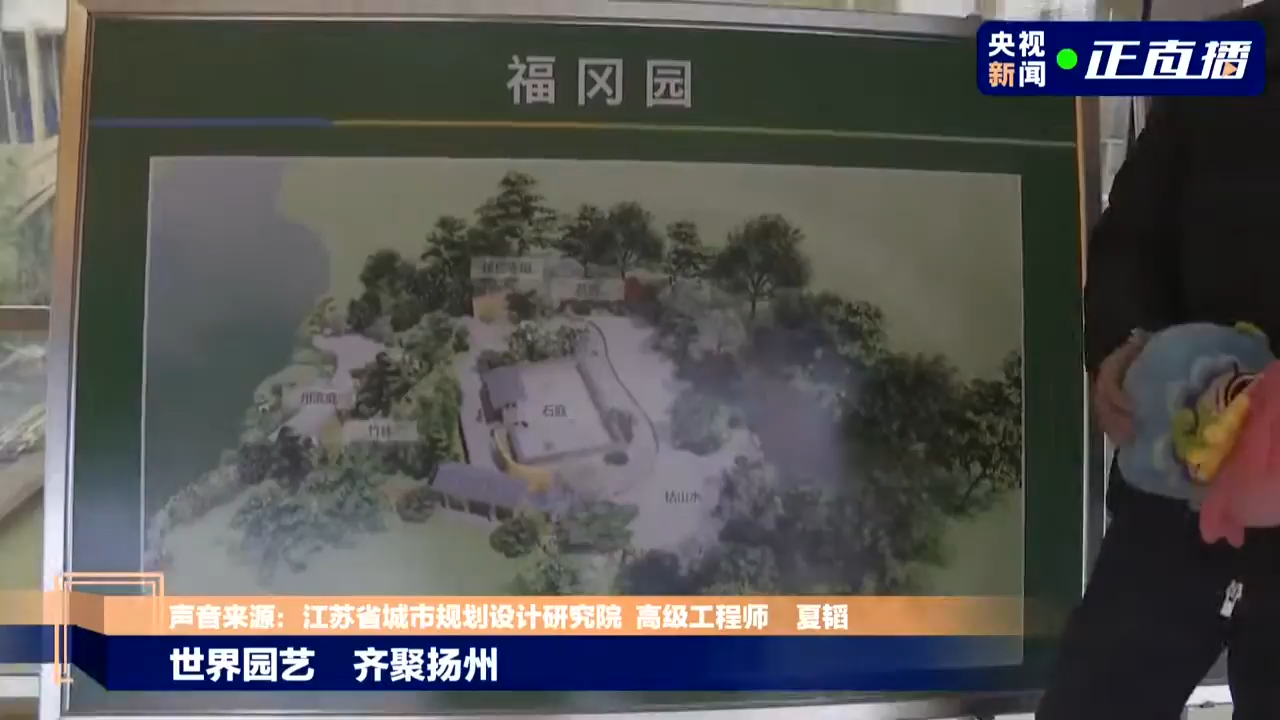 央视
新闻
正直播
福冈园
石庭
竹林
枯山水
声音来源：江苏省城市规划设计研究院 高级工程师 夏韬
世界园艺 齐聚扬州